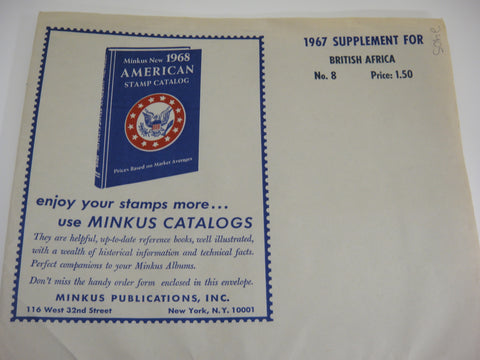 1967 SUPPLEMENT FOR
BRITISH AFRICA
No. 8 Price: 1.50
Minkus New 1968
AMERICAN
STAMP CATALOG
Prices Based on Market Averages
enjoy your stamps more...
use MINKUS CATALOGS
They are helpful, up-to-date reference books, well illustrated,
with a wealth of historical information and technical facts.
Perfect companions to your Minkus Albums.
Don't miss the handy order form enclosed in this envelope.
MINKUS PUBLICATIONS, INC.
116 West 32nd Street New York, N.Y. 10001